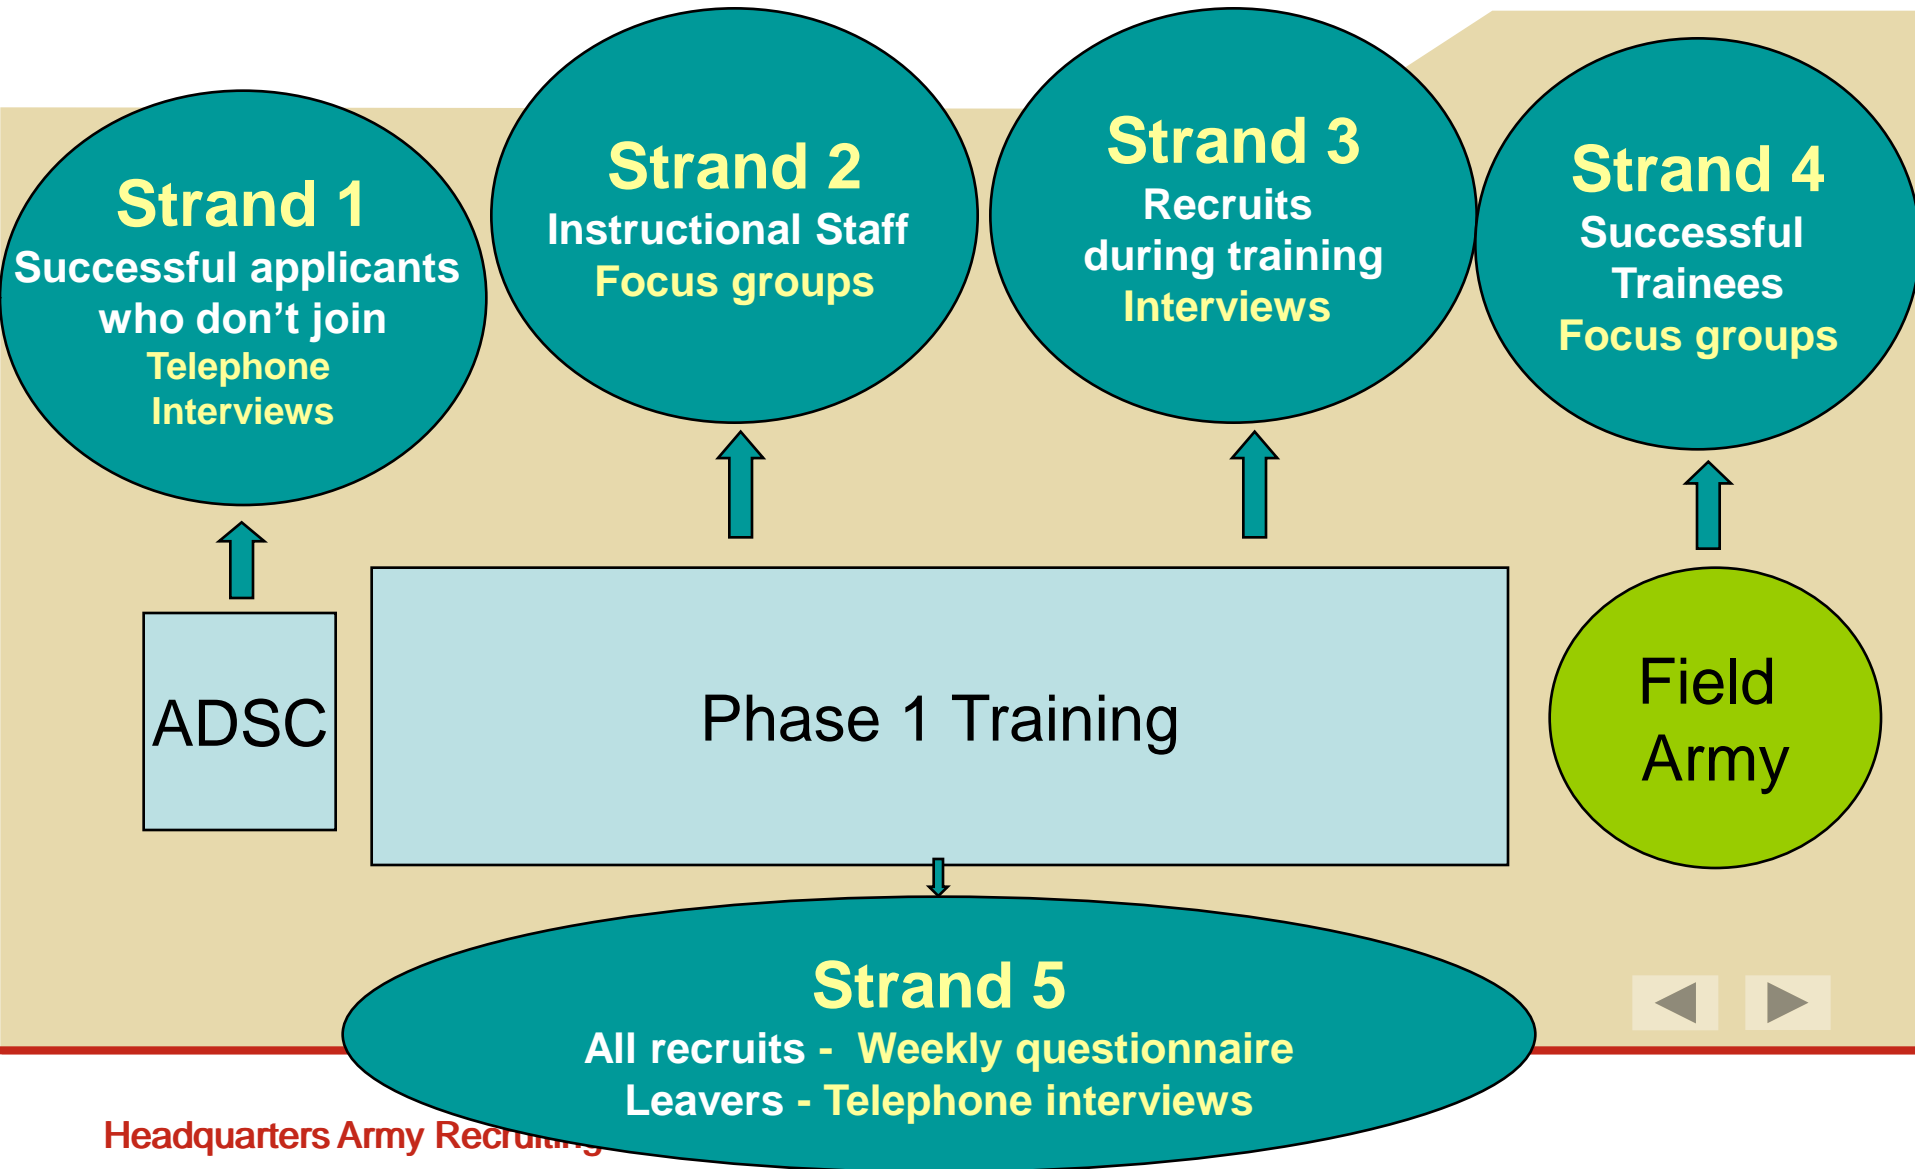 Strand 1
Successful applicants
who don’t join
Telephone
Interviews
Strand 2
Instructional Staff
Focus groups
Strand 3
Recruits
during training
Interviews
Strand 4
Successful
Trainees
Focus groups
ADSC
Phase 1 Training
Field
Army
Strand 5
All recruits - Weekly questionnaire
Leavers - Telephone interviews
Headquarters Army Recruiting